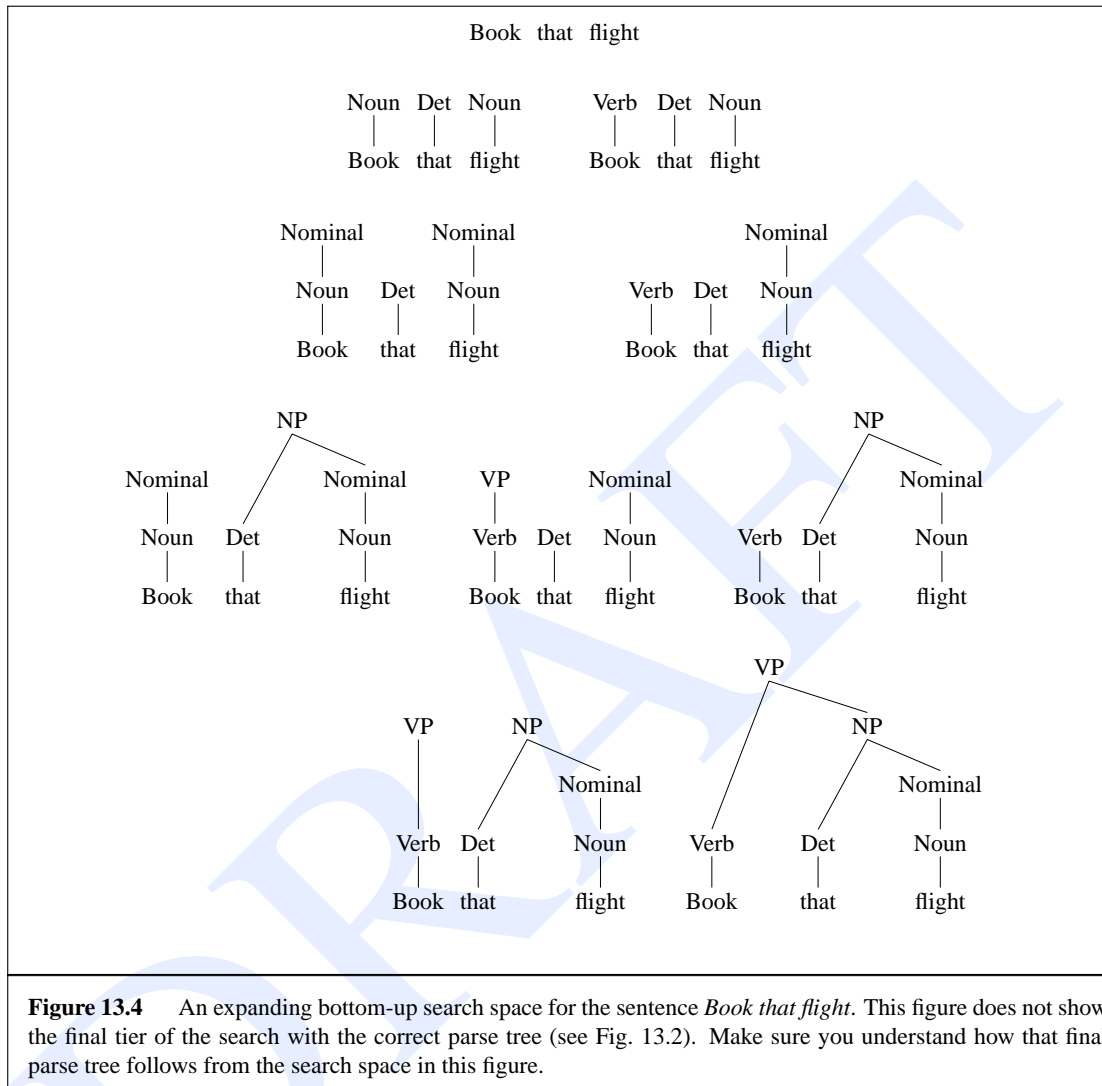 Book that flight
Noun Det Noun Verb Det Noun
Book that flight Book that flight
Nominal Nominal Nominal
Noun Det Noun Verb Det Noun
Book that flight Book that flight
NP NP
Nominal Nominal VP Nominal Nominal
Noun Det Noun Verb Det Noun Verb Det Noun
Book that flight Book that flight Book that flight
VP
VP NP NP
Nominal Nominal
Verb Det Noun Verb Det Noun
Book that flight Book that flight
Figure 13.4 An expanding bottom-up search space for the sentence Book that flight. This figure does not show
the final tier of the search with the correct parse tree (see Fig. 13.2). Make sure you understand how that final
parse tree follows from the search space in this figure.
DRAFT